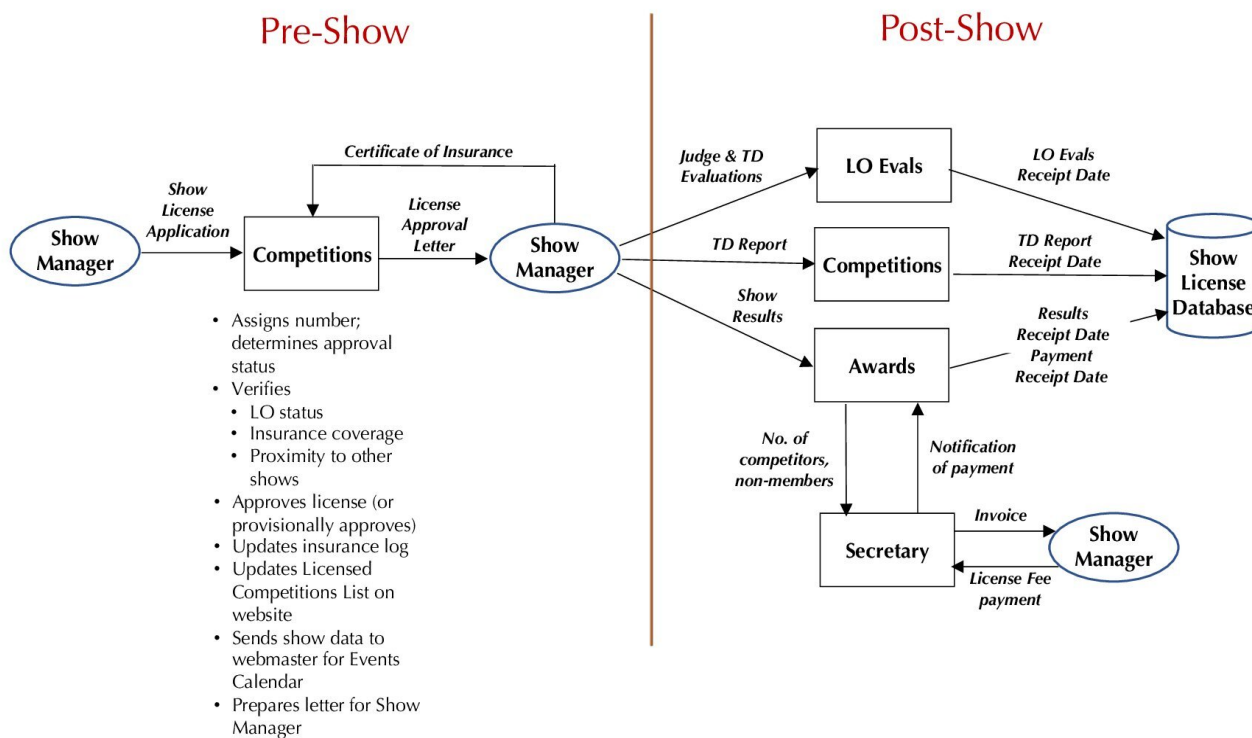 Pre-Show
Post-Show
Certificate of Insurance
Show
License
Application
License
Approval
Letter
Show
Manager
Competitions
Show
Manager
• Assigns number;
determines approval
status
• Verifies
• LO status
• Insurance coverage
• Proximity to other
shows
• Approves license (or
provisionally approves)
• Updates insurance log
• Updates Licensed
Competitions List on
website
• Sends show data to
webmaster for Events
Calendar
• Prepares letter for Show
Manager
Judge & TD
Evaluations
LO Evals
LO Evals
Receipt Date
TD Report
Competitions
TD Report
Receipt Date
Show
License
Database
Show
Results
Awards
Results
Receipt Date
Payment
Receipt Date
No. of
competitors,
non-members
Notification
of payment
Secretary
Invoice
Show
Manager
License Fee
payment